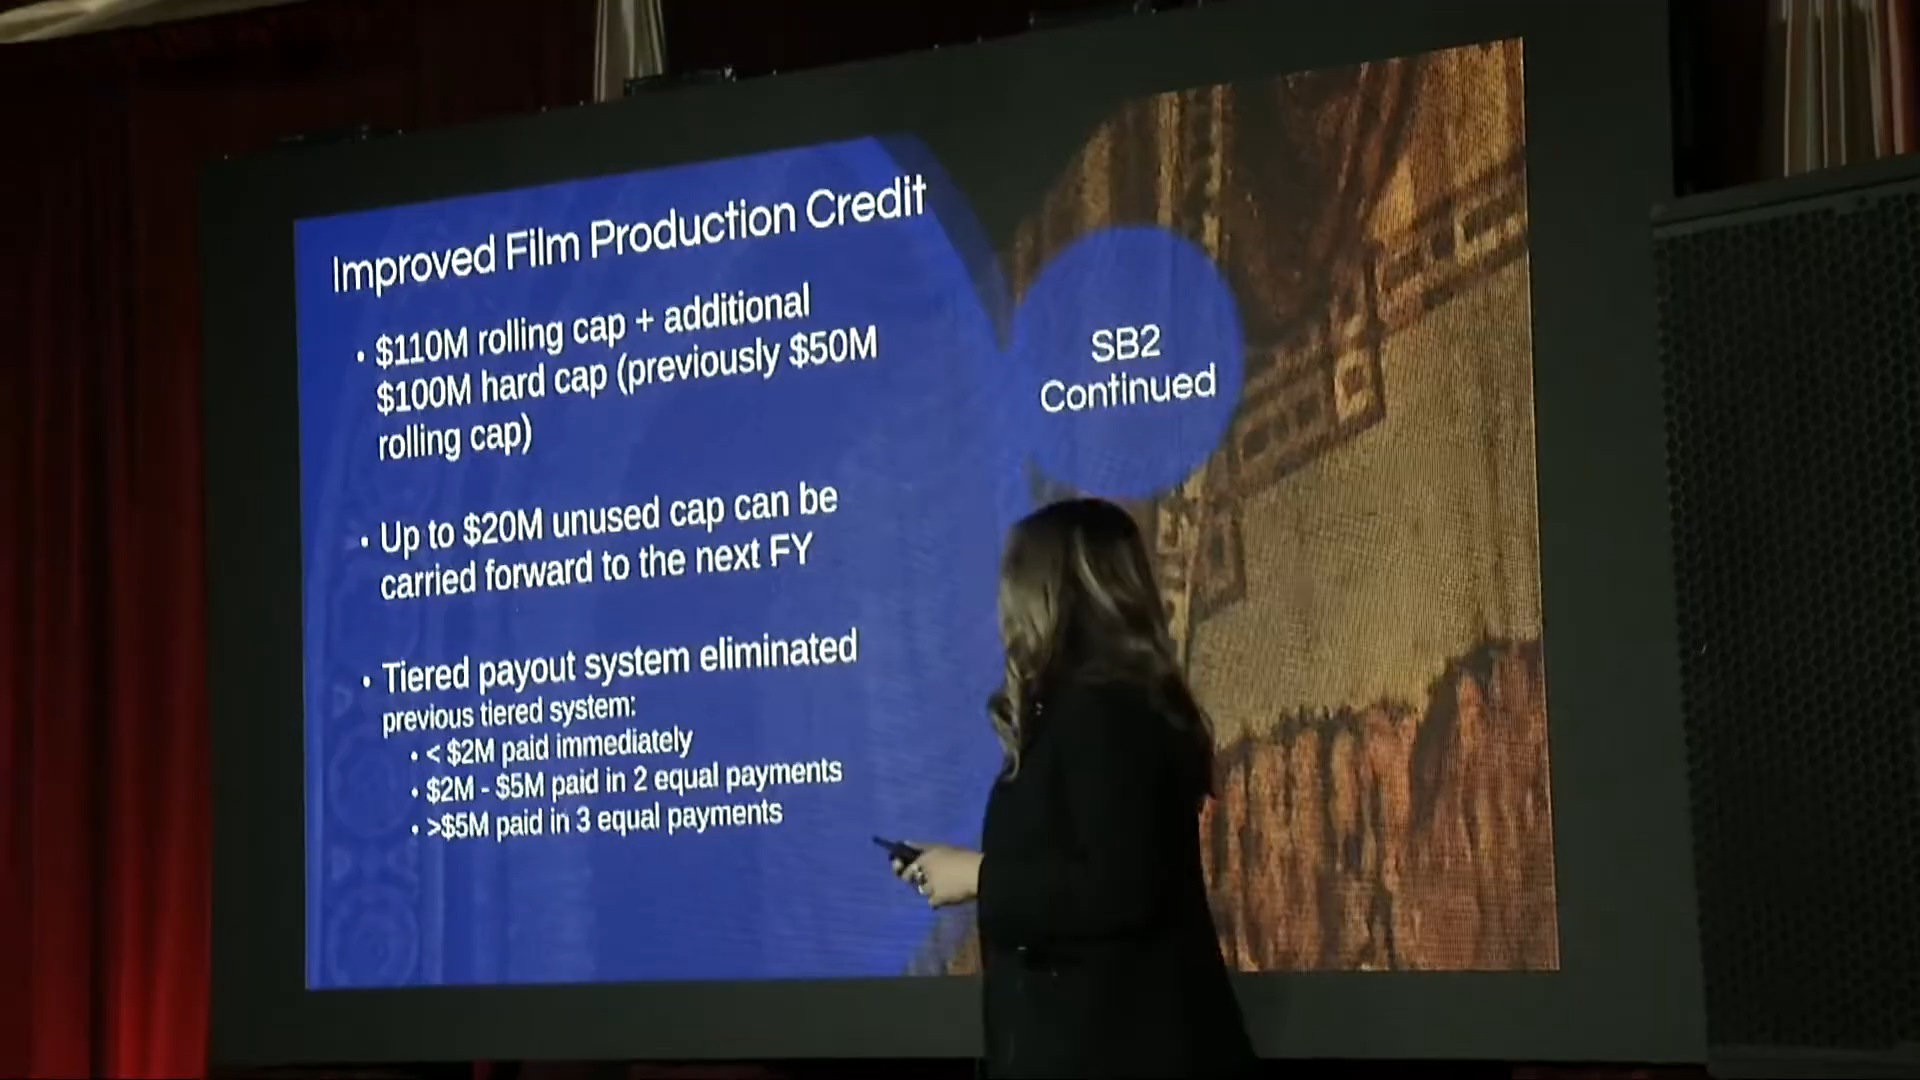 Improved Film Production Credit
• $110M rolling cap + additional
$100M hard cap (previously $50M
rolling cap)
• Up to $20M unused cap can be
carried forward to the next FY
• Tiered payout system eliminated
previous tiered system:
• < $2M paid immediately
• $2M - $5M paid in 2 equal payments
• >$5M paid in 3 equal payments
SB2
Continued